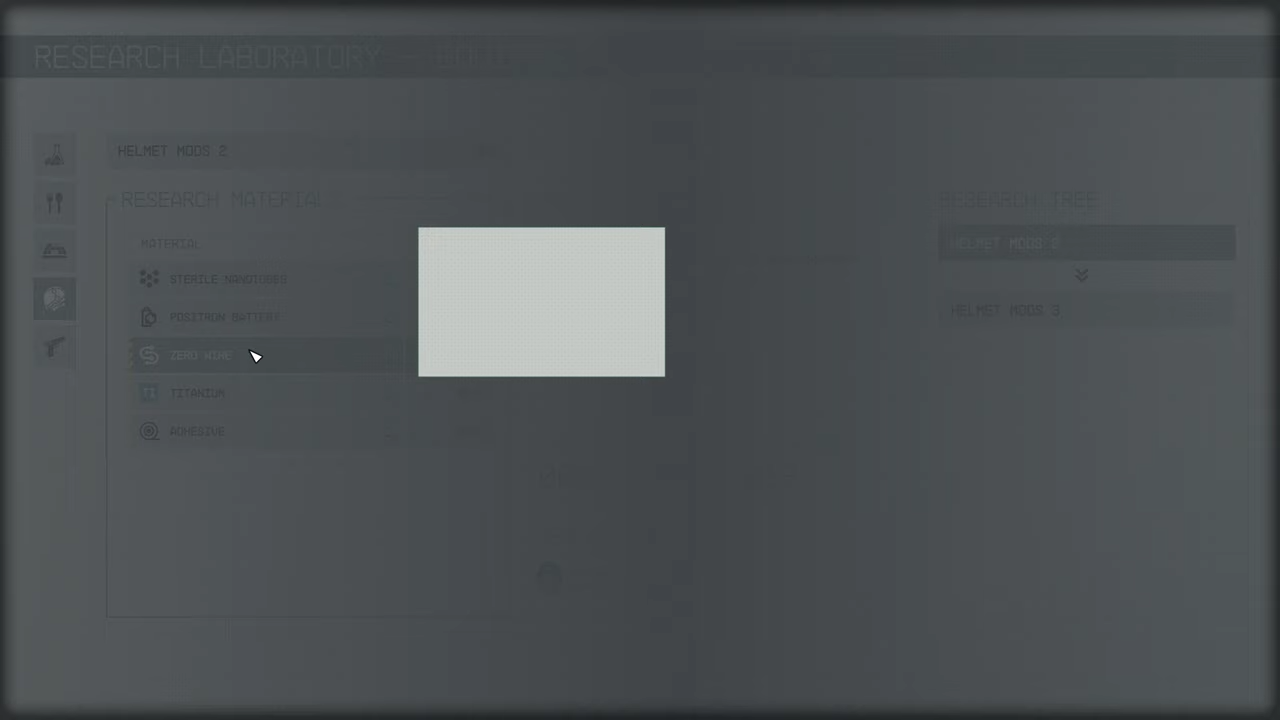 RESEARCH LABORATORY
HELMET MODS 2
RESEARCH MATERIAL
MATERIAL
STERILE NANOTUBES
POSITRON BATTERY
ZERO WIRE
TI TITANIUM
ADHESIVE
RESEARCH TREE
HELMET MODS 2
HELMET MODS 3